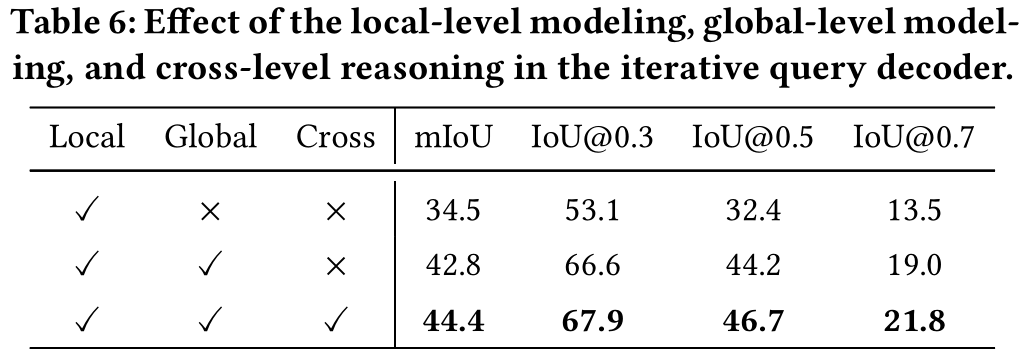 Table 6: Effect of the local-level modeling, global-level model-
ing, and cross-level reasoning in the iterative query decoder.
Local Global Cross mIoU IoU@0.3 IoU@0.5 IoU@0.7
✓ × × 34.5 53.1 32.4 13.5
✓ ✓ × 42.8 66.6 44.2 19.0
✓ ✓ ✓ 44.4 67.9 46.7 21.8